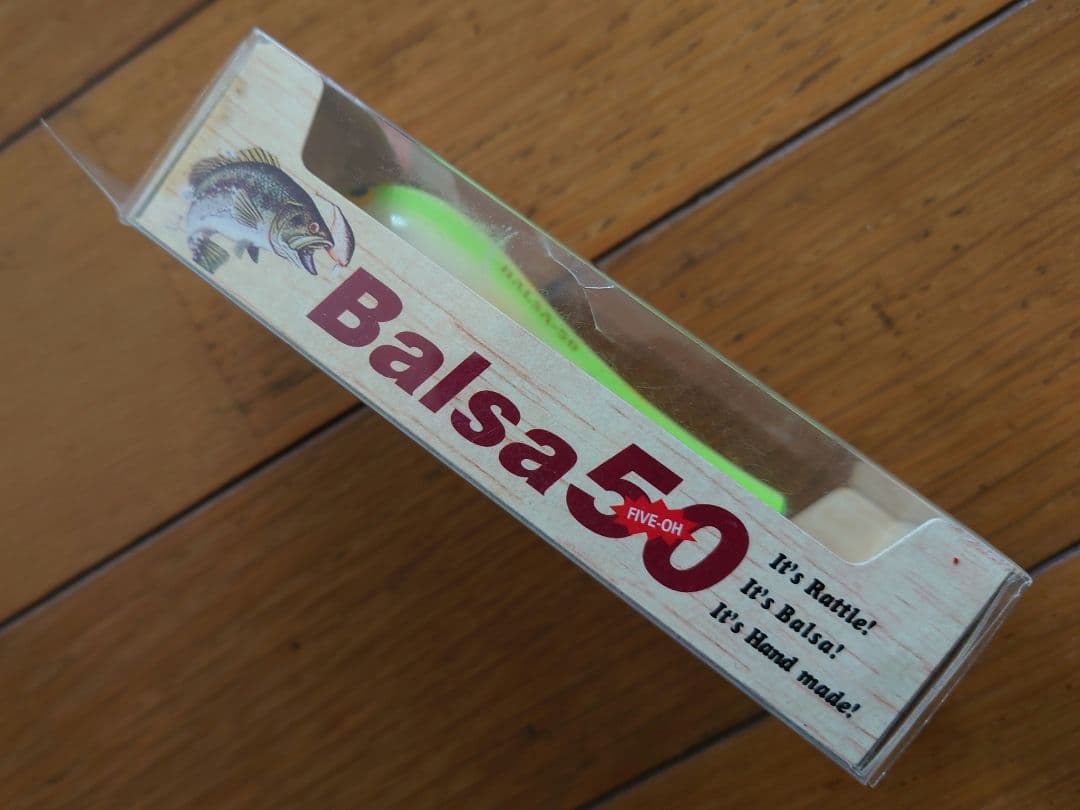 BALSA-50
Balsa50
FIVE-OH
It's Rattle!
It's Balsa!
It's Hand made!